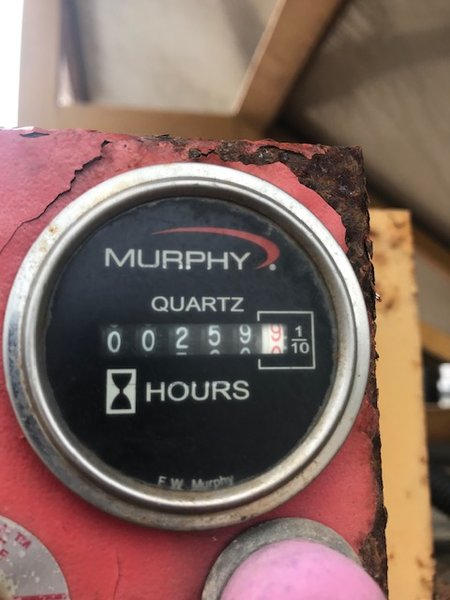 MURPHY
QUARTZ
002599 1/10
HOURS
F.W. Murphy